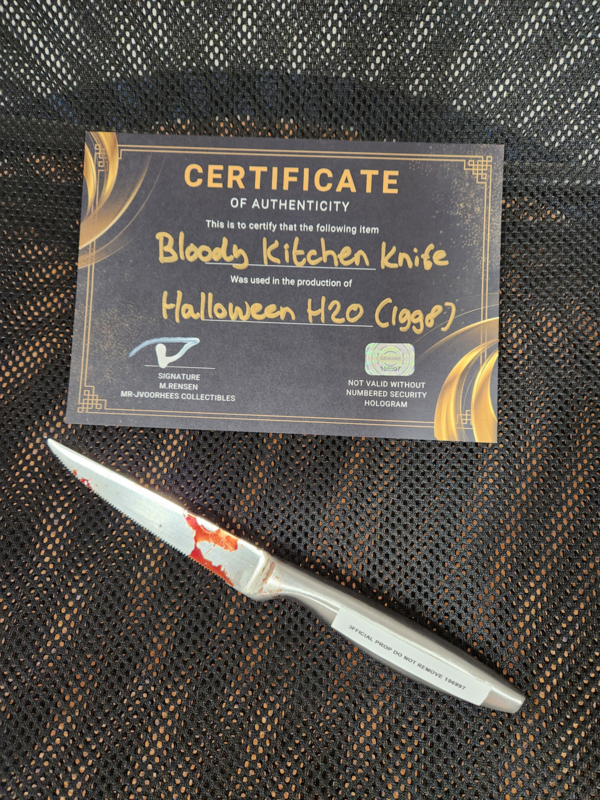 CERTIFICATE
OF AUTHENTICITY
This is to certify that the following item
Bloody Kitchen Knife
Was used in the production of
Halloween H20 (1998)
SIGNATURE
M.RENSEN
MR-JVOORHEES COLLECTIBLES
NOT VALID WITHOUT
NUMBERED SECURITY
HOLOGRAM
OFFICIAL PROP DO NOT REMOVE 196997